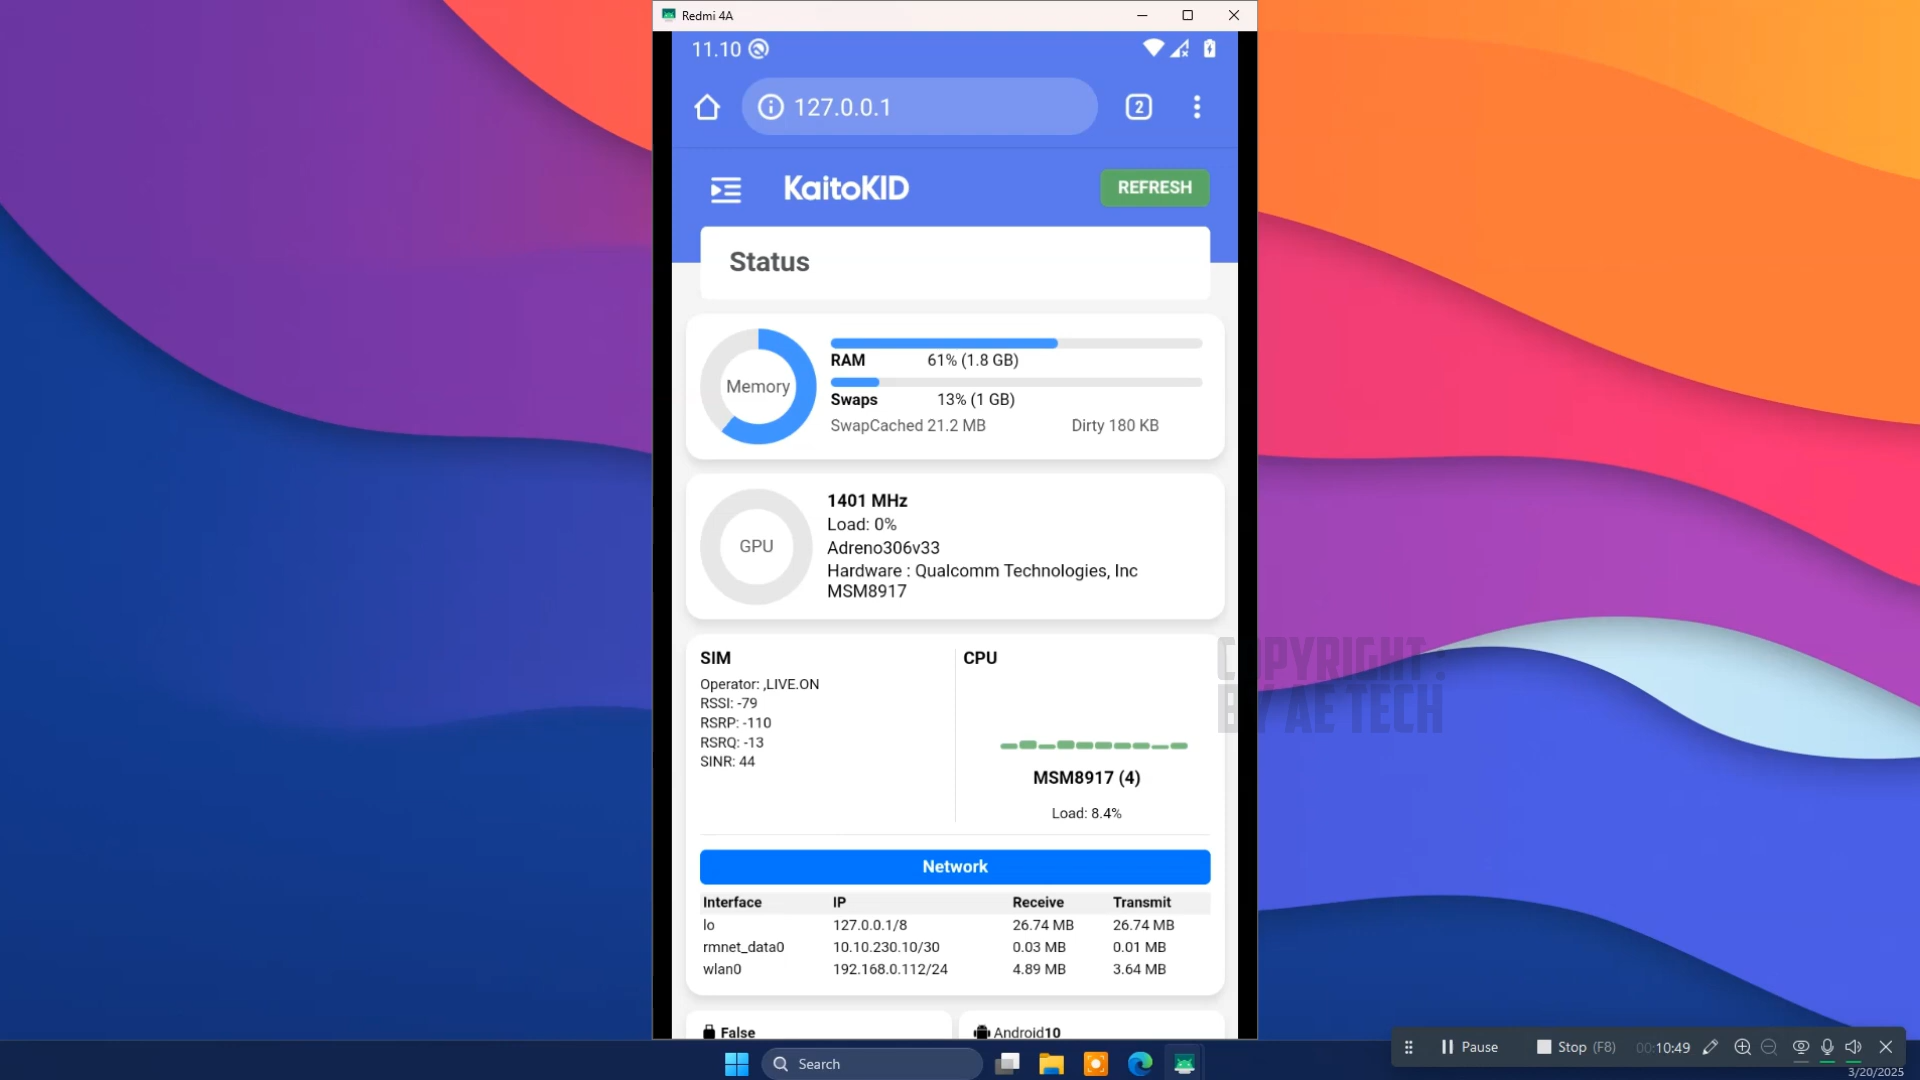 Redmi 4A
11.10
127.0.0.1
2
KaitoKID
REFRESH
Status
Memory
RAM 61% (1.8 GB)
Swaps 13% (1 GB)
SwapCached 21.2 MB Dirty 180 KB
GPU
1401 MHz
Load: 0%
Adreno306v33
Hardware : Qualcomm Technologies, Inc
MSM8917
SIM
Operator: ,LIVE.ON
RSSI: -79
RSRP: -110
RSRQ: -13
SINR: 44
CPU
MSM8917 (4)
Load: 8.4%
COPYRIGHT :
BY AE TECH
Network
Interface IP Receive Transmit
lo 127.0.0.1/8 26.74 MB 26.74 MB
rmnet_data0 10.10.230.10/30 0.03 MB 0.01 MB
wlan0 192.168.0.112/24 4.89 MB 3.64 MB
False
Android10
Pause Stop (F8) 00:10:49
Search
3/20/2025